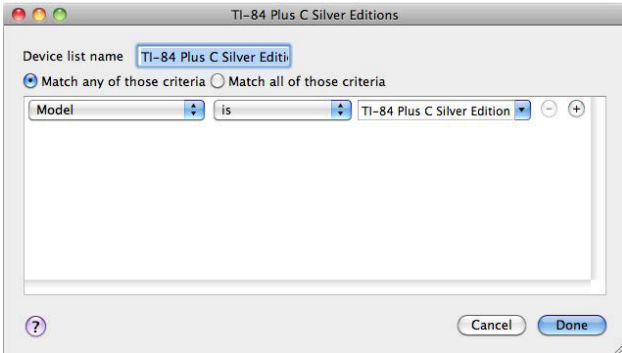 TI-84 Plus C Silver Editions
Device list name TI-84 Plus C Silver Editi
Match any of those criteria Match all of those criteria
Model is TI-84 Plus C Silver Edition - +
? Cancel Done